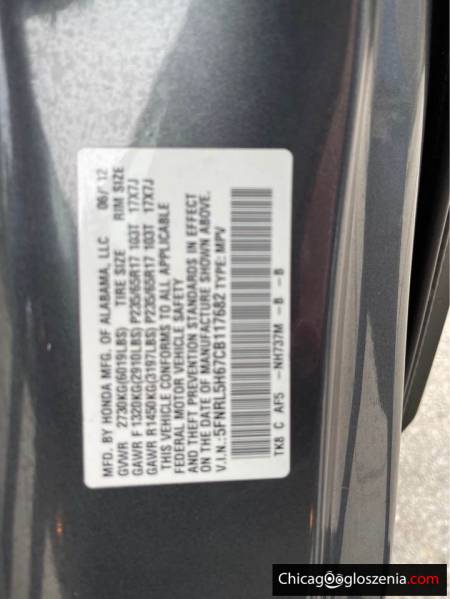 MFD. BY HONDA MFG. OF ALABAMA, LLC 06/12
GVWR 2730KG(6019LBS) TIRE SIZE RIM SIZE
GAWR F 1320KG(2910LBS) P235/65R17 103T 17X7J
GAWR R1450KG(3197LBS) P235/65R17 103T 17X7J
THIS VEHICLE CONFORMS TO ALL APPLICABLE
FEDERAL MOTOR VEHICLE SAFETY
AND THEFT PREVENTION STANDARDS IN EFFECT
ON THE DATE OF MANUFACTURE SHOWN ABOVE.
V.I.N.: 5FNRL5H67CB117682 TYPE: MPV
TK8 C AF5 -NH737M -B -B
ChicagOogloszenia.com